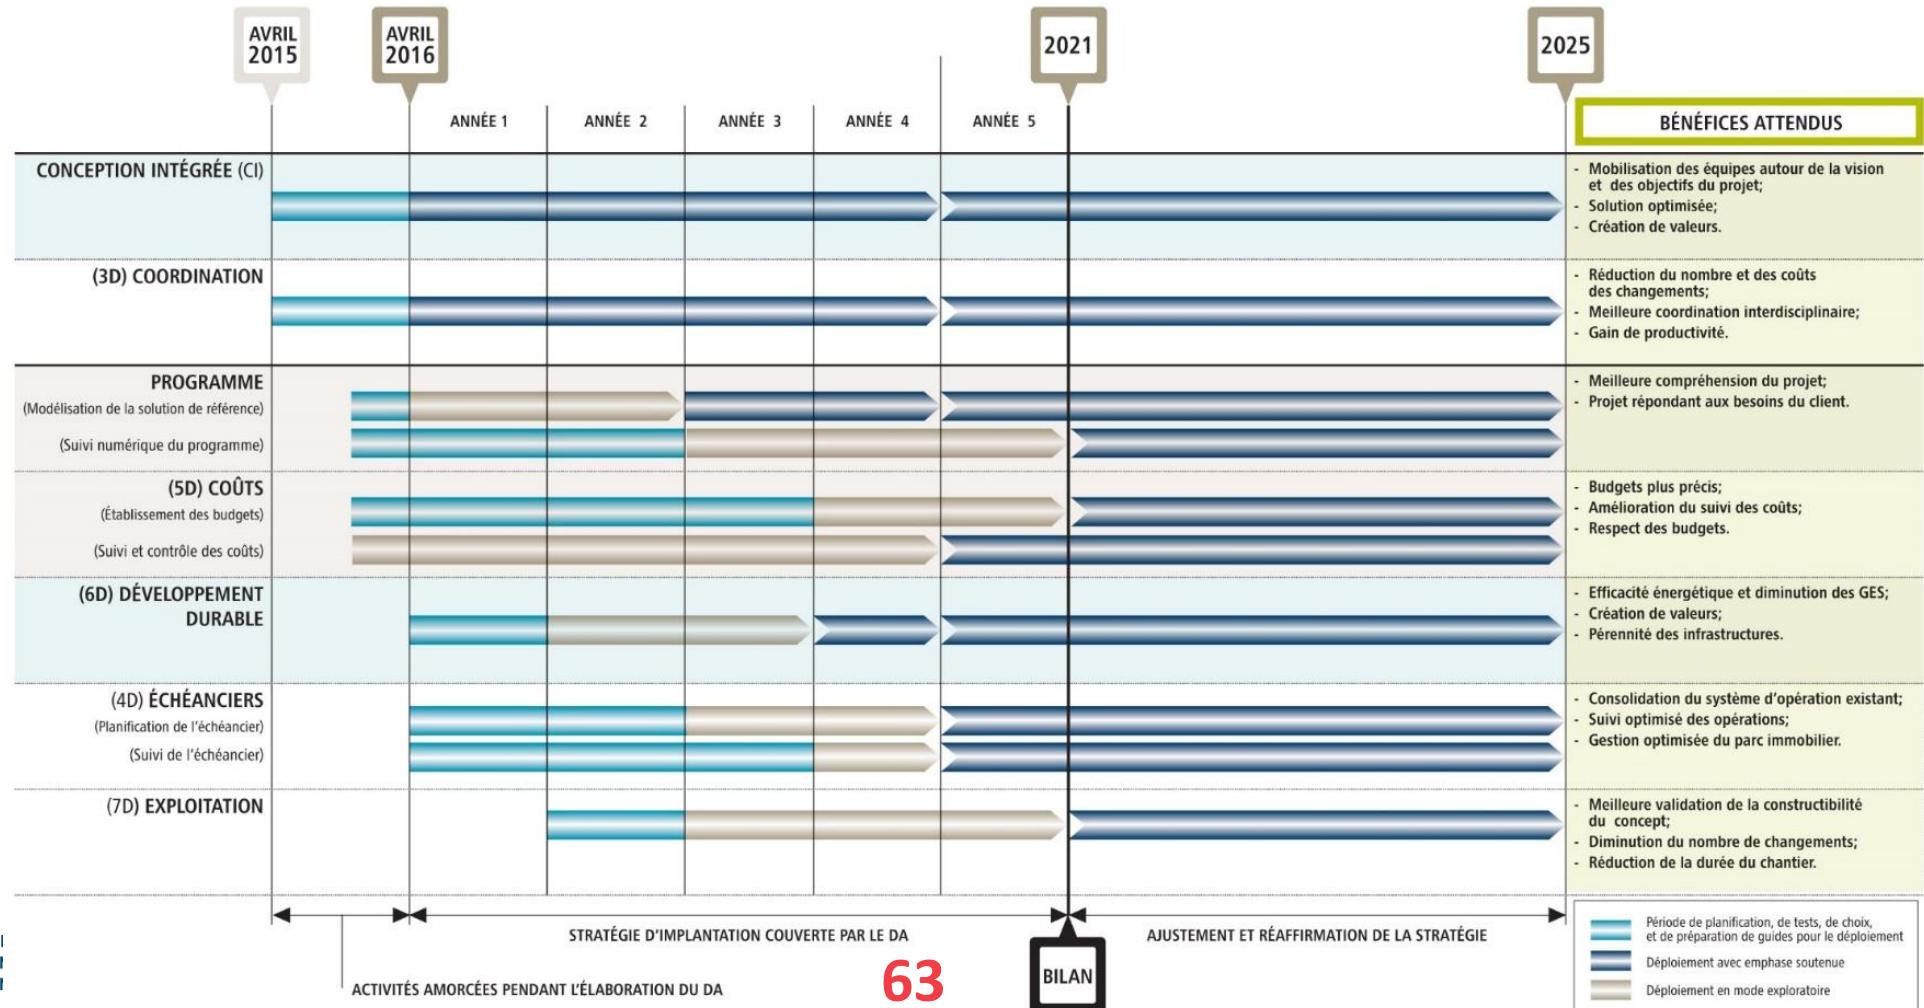 AVRIL
2015
AVRIL
2016
2021
2025
ANNÉE 1
ANNÉE 2
ANNÉE 3
ANNÉE 4
ANNÉE 5
BÉNÉFICES ATTENDUS
CONCEPTION INTÉGRÉE (CI)
- Mobilisation des équipes autour de la vision
et des objectifs du projet;
- Solution optimisée;
- Création de valeurs.
(3D) COORDINATION
- Réduction du nombre et des coûts
des changements;
- Meilleure coordination interdisciplinaire;
- Gain de productivité.
PROGRAMME
(Modélisation de la solution de référence)
(Suivi numérique du programme)
- Meilleure compréhension du projet;
- Projet répondant aux besoins du client.
(5D) COÛTS
(Établissement des budgets)
(Suivi et contrôle des coûts)
- Budgets plus précis;
- Amélioration du suivi des coûts;
- Respect des budgets.
(6D) DÉVELOPPEMENT
DURABLE
- Efficacité énergétique et diminution des GES;
- Création de valeurs;
- Pérennité des infrastructures.
(4D) ÉCHÉANCIERS
(Planification de l'échéancier)
(Suivi de l'échéancier)
- Consolidation du système d'opération existant;
- Suivi optimisé des opérations;
- Gestion optimisée du parc immobilier.
(7D) EXPLOITATION
- Meilleure validation de la constructibilité
du concept;
- Diminution du nombre de changements;
- Réduction de la durée du chantier.
STRATÉGIE D'IMPLANTATION COUVERTE PAR LE DA
AJUSTEMENT ET RÉAFFIRMATION DE LA STRATÉGIE
ACTIVITÉS AMORCÉES PENDANT L'ÉLABORATION DU DA
63
BILAN
Période de planification, de tests, de choix,
et de préparation de guides pour le déploiement
Déploiement avec emphase soutenue
Déploiement en mode exploratoire